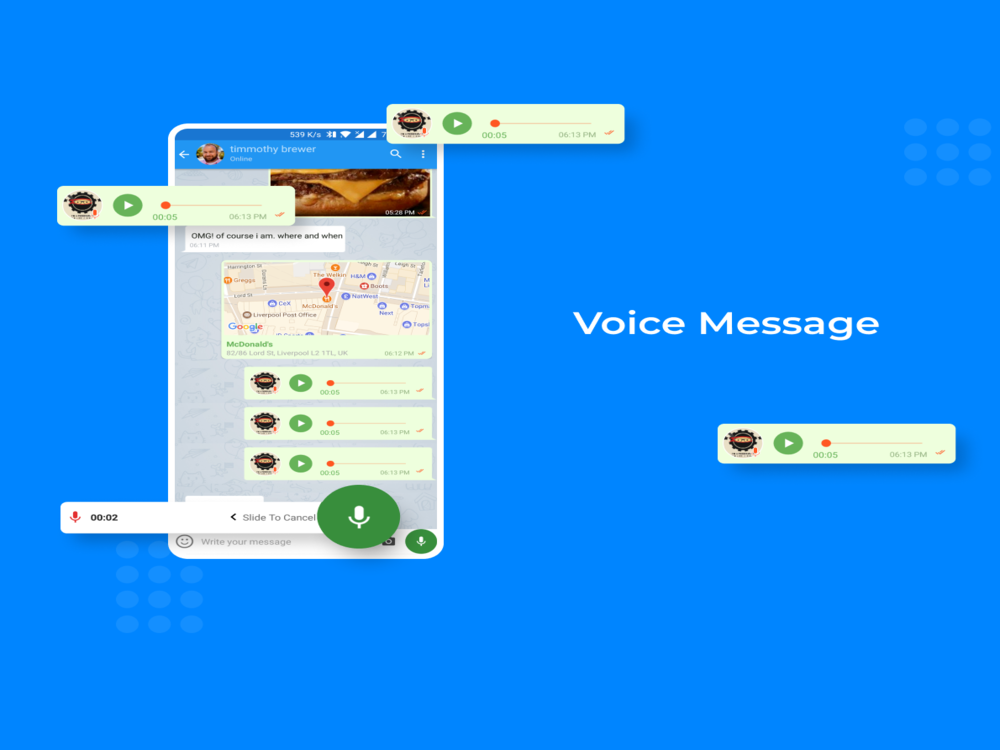 00:05 06:13 PM
539 K/s 7
timmothy brewer
Online
00:05 06:13 PM
05:28 PM
OMG! of course i am. where and when
06:11 PM
Harrington St
Leigh St
Leigh St
The Welkin
H&M
Greggs
Boots
Lord St
NatWest
CeX
McDonald's
Next
Liverpool Post Office
Google
McDonald's
82/86 Lord St, Liverpool L2 1TL, UK 06:12 PM
Voice Message
00:05 06:13 PM
00:05 06:13 PM
00:05 06:13 PM
00:05 06:13 PM
00:02 Slide To Cancel
Write your message